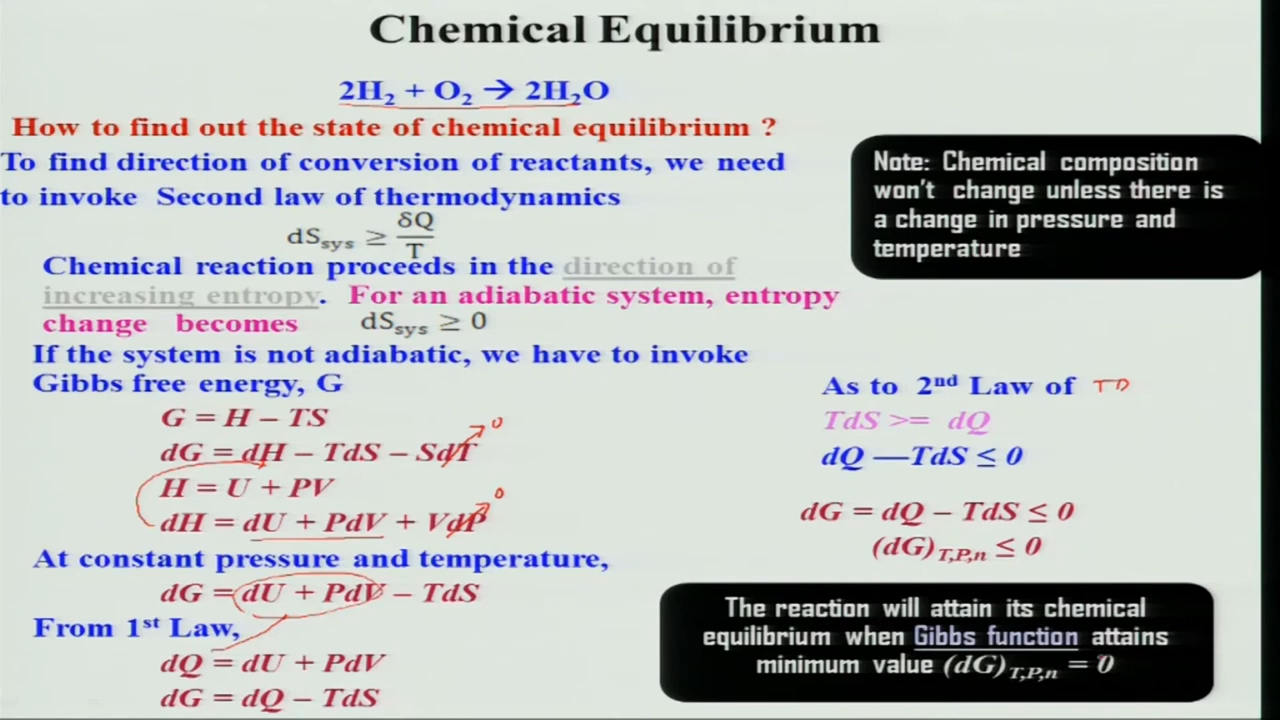 Chemical Equilibrium
2H₂ + O₂ → 2H₂O
How to find out the state of chemical equilibrium ?
To find direction of conversion of reactants, we need
to invoke Second law of thermodynamics
dS_sys ≥ δQ/T
Chemical reaction proceeds in the direction of
increasing entropy. For an adiabatic system, entropy
change becomes dS_sys ≥ 0
If the system is not adiabatic, we have to invoke
Gibbs free energy, G
G = H – TS
dG = dH – TdS – SdT 0
H = U + PV
dH = dU + PdV + VdP 0
At constant pressure and temperature,
dG = dU + PdV – TdS
From 1st Law,
dQ = dU + PdV
dG = dQ – TdS
Note: Chemical composition
won't change unless there is
a change in pressure and
temperature
As to 2nd Law of TD
TdS >= dQ
dQ —TdS ≤ 0
dG = dQ – TdS ≤ 0
(dG)_T,P,n ≤ 0
The reaction will attain its chemical
equilibrium when Gibbs function attains
minimum value (dG)_T,P,n = 0